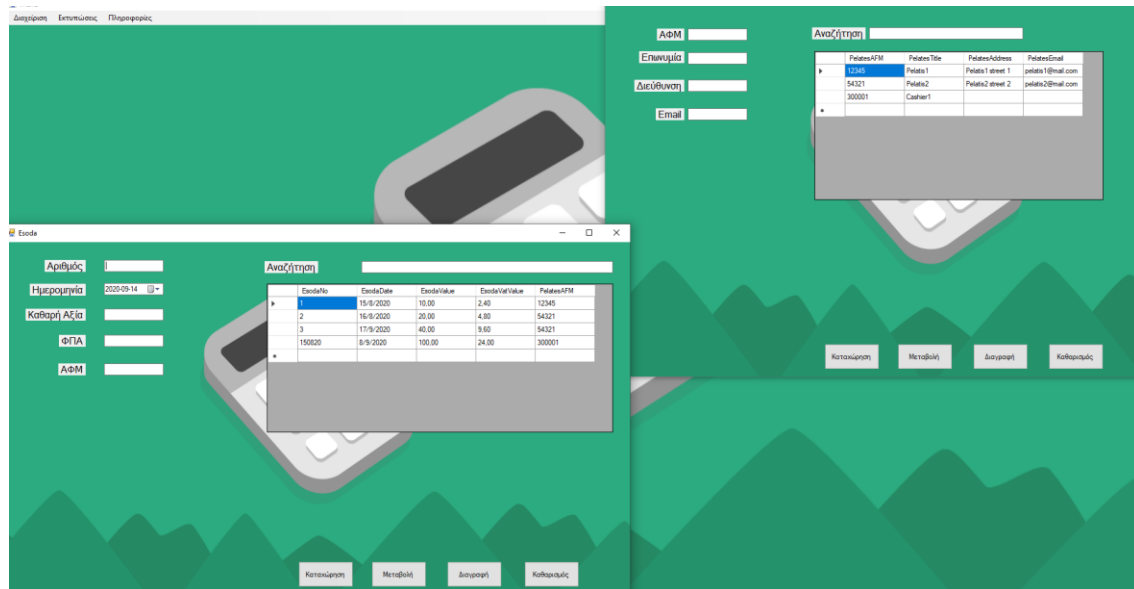 Διαχείριση Εκτυπώσεις Πληροφορίες
ΑΦΜ
Επωνυμία
Διεύθυνση
Email
Αναζήτηση
PelatesAFM PelatesTitle PelatesAddress PelatesEmail
12345 Pelatis1 Pelatis1 street 1 pelatis1@mail.com
54321 Pelatis2 Pelatis2 street 2 pelatis2@mail.com
300001 Cashier1
Καταχώρηση Μεταβολή Διαγραφή Καθαρισμός
Esoda
Αριθμός
Ημερομηνία 2020-09-14
Καθαρή Αξία
ΦΠΑ
ΑΦΜ
Αναζήτηση
EsodaNo EsodaDate EsodaValue EsodaVatValue PelatesAFM
1 15/8/2020 10,00 2,40 12345
2 16/8/2020 20,00 4,80 54321
3 17/9/2020 40,00 9,60 54321
150820 8/9/2020 100,00 24,00 300001
Καταχώρηση Μεταβολή Διαγραφή Καθαρισμός